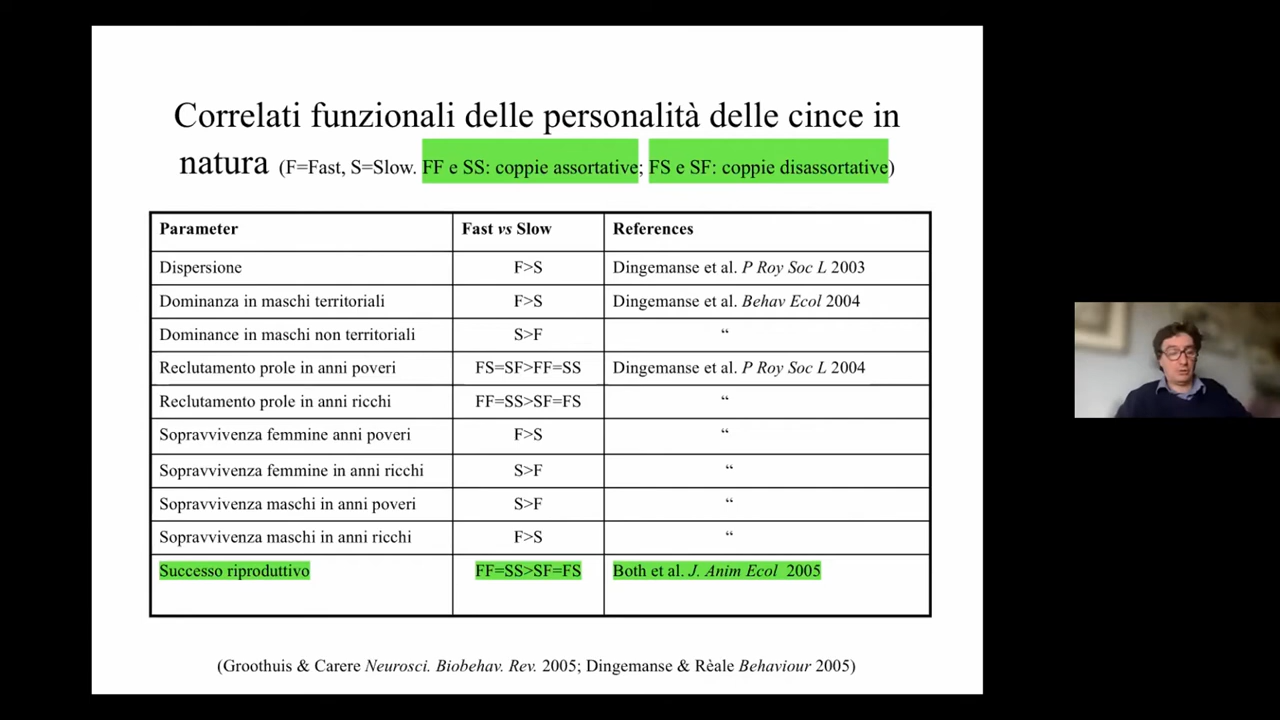 Correlati funzionali delle personalità delle cince in
natura (F=Fast, S=Slow. FF e SS: coppie assortative; FS e SF: coppie disassortative)
Parameter Fast vs Slow References
Dispersione F>S Dingemanse et al. P Roy Soc L 2003
Dominanza in maschi territoriali F>S Dingemanse et al. Behav Ecol 2004
Dominance in maschi non territoriali S>F “
Reclutamento prole in anni poveri FS=SF>FF=SS Dingemanse et al. P Roy Soc L 2004
Reclutamento prole in anni ricchi FF=SS>SF=FS “
Sopravvivenza femmine anni poveri F>S “
Sopravvivenza femmine in anni ricchi S>F “
Sopravvivenza maschi in anni poveri S>F “
Sopravvivenza maschi in anni ricchi F>S “
Successo riproduttivo FF=SS>SF=FS Both et al. J. Anim Ecol 2005
(Groothuis & Carere Neurosci. Biobehav. Rev. 2005; Dingemanse & Rèale Behaviour 2005)